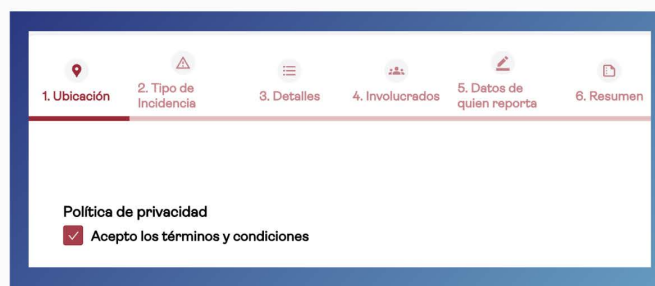 1. Ubicación
2. Tipo de
Incidencia
3. Detalles
4. Involucrados
5. Datos de
quien reporta
6. Resumen
Política de privacidad
Acepto los términos y condiciones